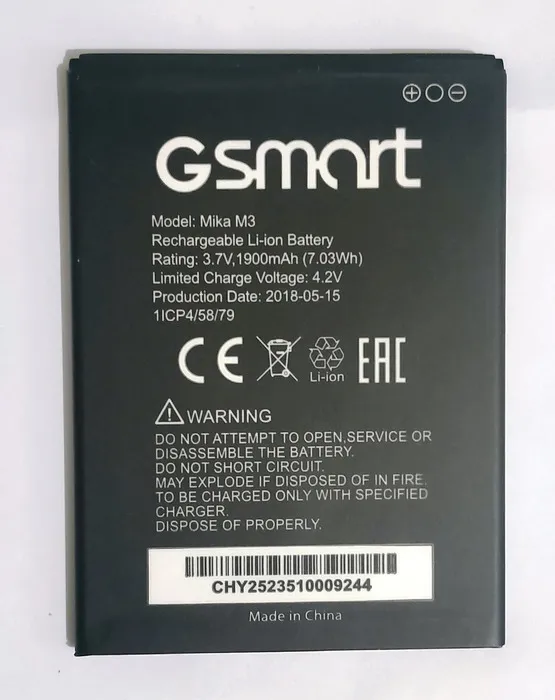 GSmart
Model: Mika M3
Rechargeable Li-ion Battery
Rating: 3.7V,1900mAh (7.03Wh)
Limited Charge Voltage: 4.2V
Production Date: 2018-05-15
1ICP4/58/79
CE
Li-ion
EAC
WARNING
DO NOT ATTEMPT TO OPEN,SERVICE OR
DISASSEMBLE THE BATTERY.
DO NOT SHORT CIRCUIT.
MAY EXPLODE IF DISPOSED OF IN FIRE.
TO BE CHARGED ONLY WITH SPECIFIED
CHARGER.
DISPOSE OF PROPERLY.
CHY2523510009244
Made in China